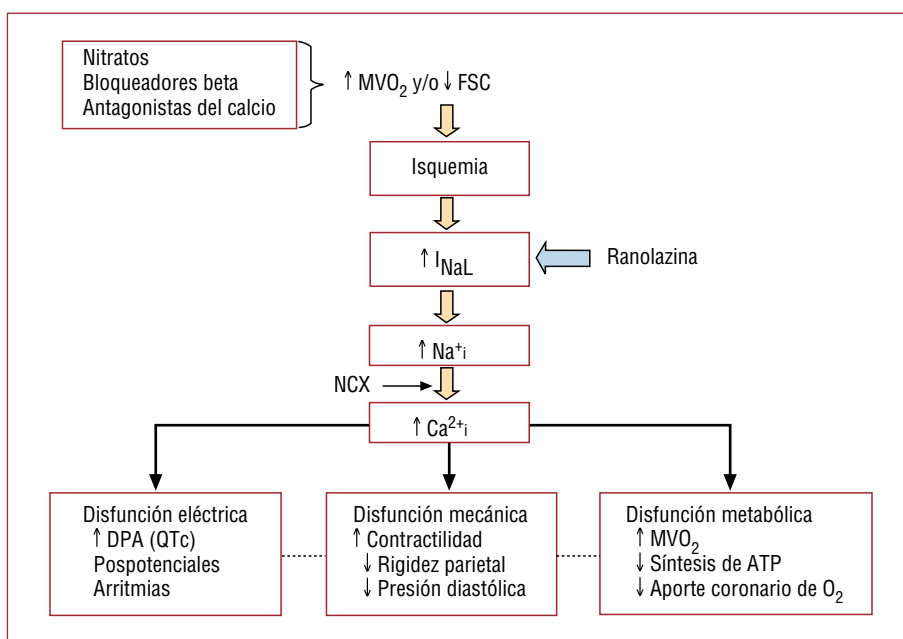 Nitratos
Bloqueadores beta
Antagonistas del calcio
↑ MVO₂ y/o ↓ FSC
Isquemia
↑ I_NaL
Ranolazina
↑ Na⁺i
NCX
↑ Ca²⁺i
Disfunción eléctrica
↑ DPA (QTc)
Pospotenciales
Arritmias
Disfunción mecánica
↑ Contractilidad
↓ Rigidez parietal
↓ Presión diastólica
Disfunción metabólica
↑ MVO₂
↓ Síntesis de ATP
↓ Aporte coronario de O₂